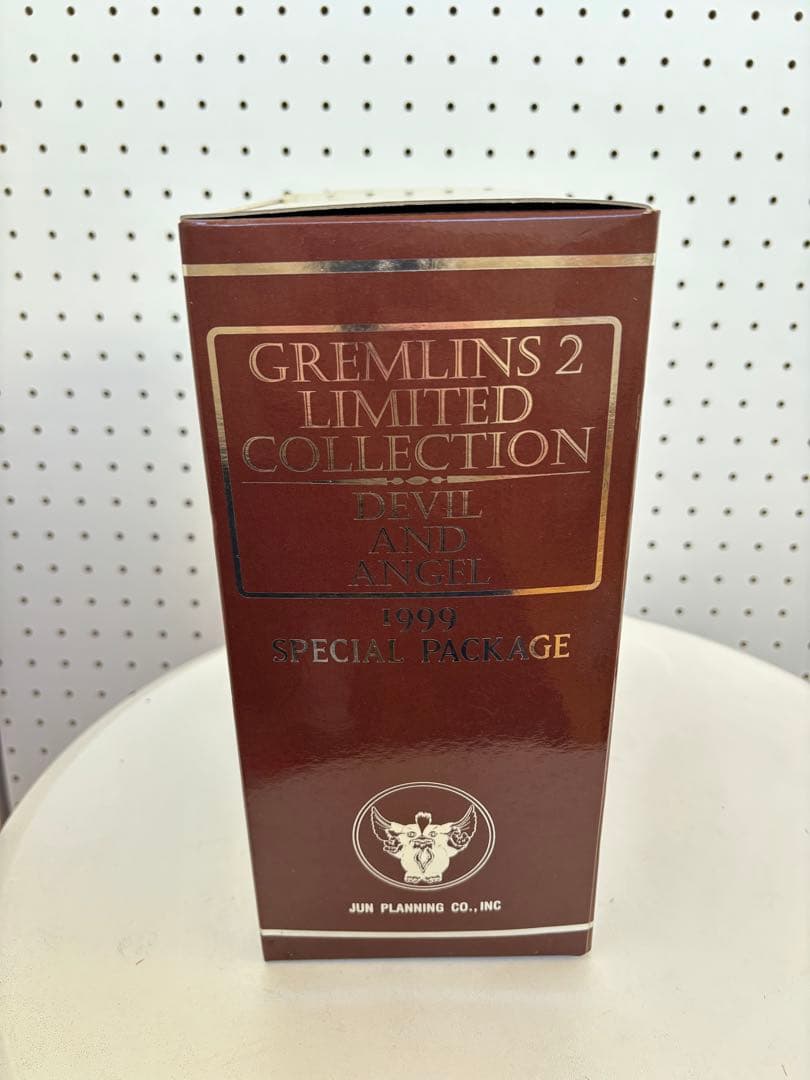 GREMLINS 2
LIMITED
COLLECTION
DEVIL
AND
ANGEL
1999
SPECIAL PACKAGE
JUN PLANNING CO., INC